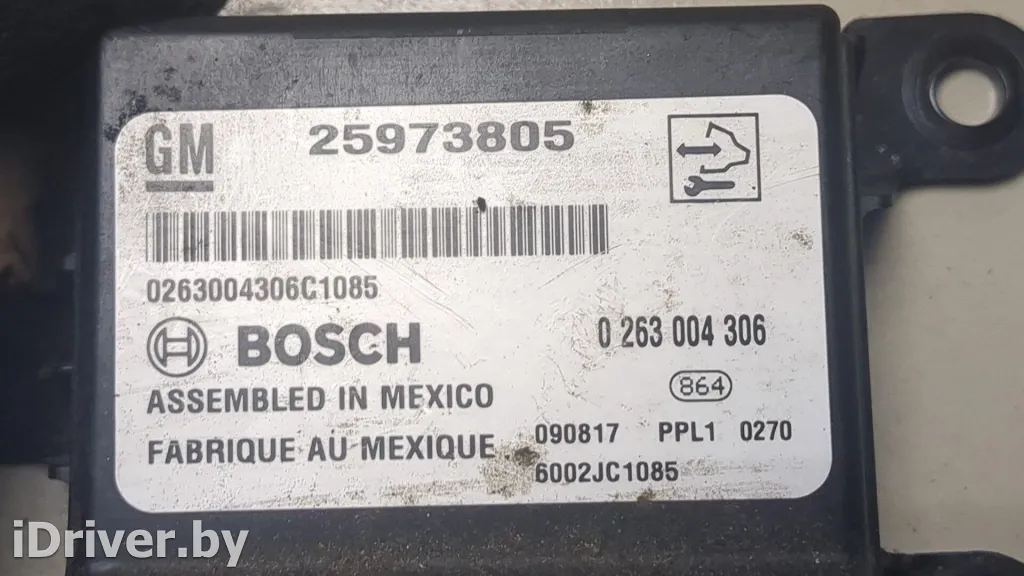 GM 25973805
0263004306C1085
BOSCH 0 263 004 306
ASSEMBLED IN MEXICO 864
FABRIQUE AU MEXIQUE 090817 PPL1 0270
6002JC1085
iDriver.by